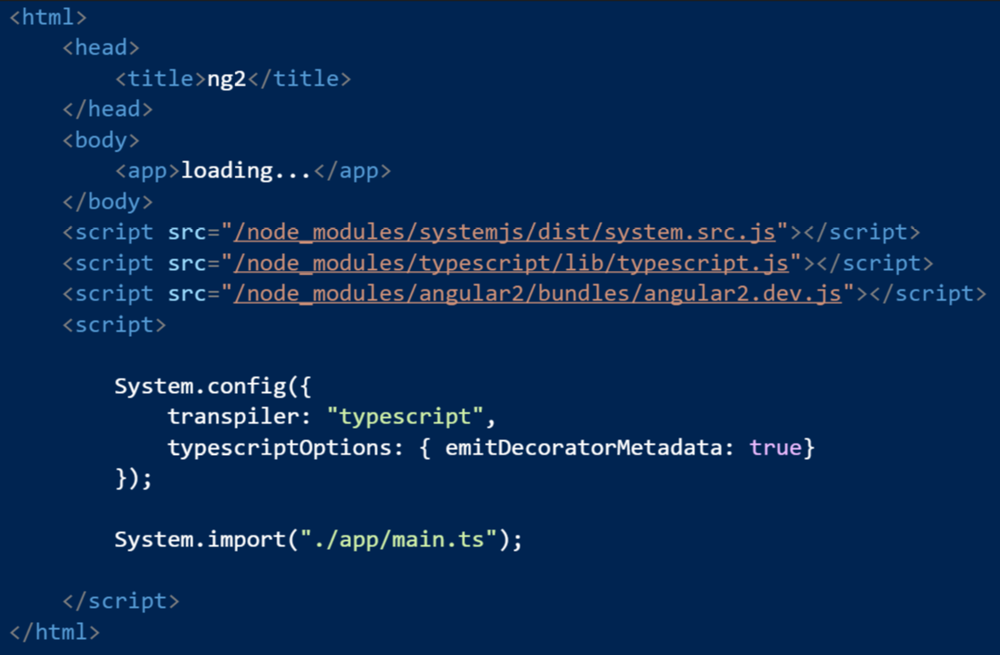 <html>
    <head>
        <title>ng2</title>
    </head>
    <body>
        <app>loading...</app>
    </body>
    <script src="/node_modules/systemjs/dist/system.src.js"></script>
    <script src="/node_modules/typescript/lib/typescript.js"></script>
    <script src="/node_modules/angular2/bundles/angular2.dev.js"></script>
    <script>

        System.config({
            transpiler: "typescript",
            typescriptOptions: { emitDecoratorMetadata: true}
        });

        System.import("./app/main.ts");

    </script>
</html>